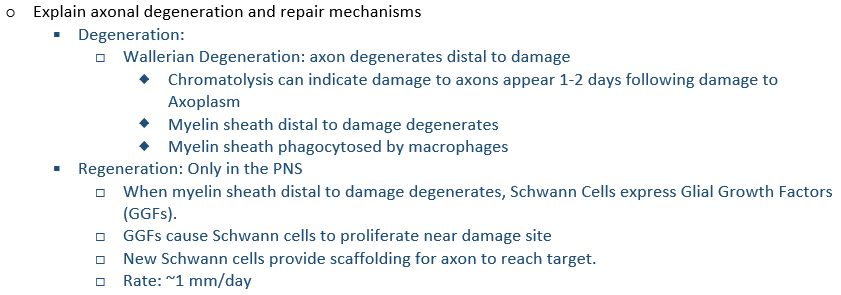 o Explain axonal degeneration and repair mechanisms
▪ Degeneration:
□ Wallerian Degeneration: axon degenerates distal to damage
◆ Chromatolysis can indicate damage to axons appear 1-2 days following damage to
Axoplasm
◆ Myelin sheath distal to damage degenerates
◆ Myelin sheath phagocytosed by macrophages
▪ Regeneration: Only in the PNS
□ When myelin sheath distal to damage degenerates, Schwann Cells express Glial Growth Factors
(GGFs).
□ GGFs cause Schwann cells to proliferate near damage site
□ New Schwann cells provide scaffolding for axon to reach target.
□ Rate: ~1 mm/day